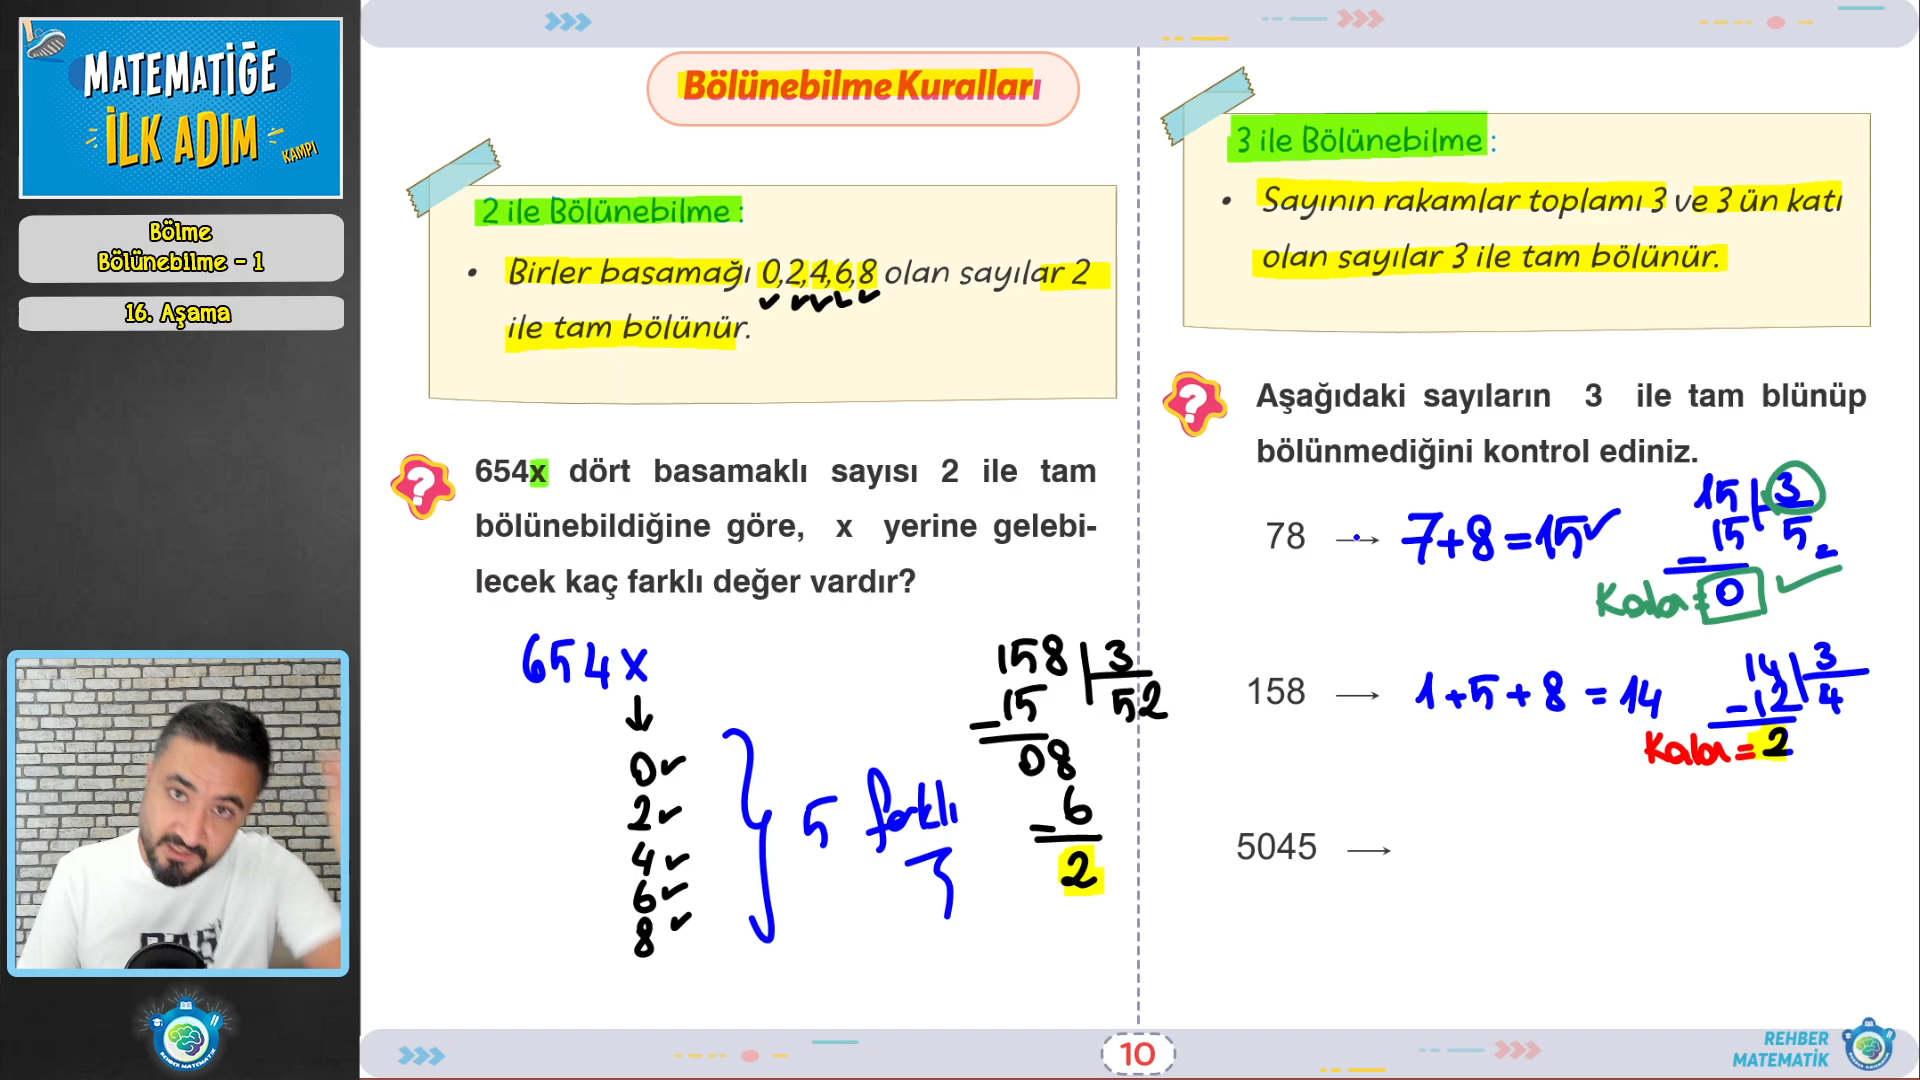 MATEMATİĞE
İLK ADIM
KAMPI
Bölme
Bölünebilme - 1
16. Aşama
Bölünebilme Kuralları
2 ile Bölünebilme :
• Birler basamağı 0,2,4,6,8 olan sayılar 2
ile tam bölünür.
654x dört basamaklı sayısı 2 ile tam
bölünebildiğine göre, x yerine gelebi-
lecek kaç farklı değer vardır?
654x
↓
0✓
2✓
4✓
6✓
8✓
5 farklı
158 3
15 52
08
6
2
3 ile Bölünebilme :
• Sayının rakamlar toplamı 3 ve 3 ün katı
olan sayılar 3 ile tam bölünür.
Aşağıdaki sayıların 3 ile tam blünüp
bölünmediğini kontrol ediniz.
78 → 7+8=15✓
15 3
15 5
Kalan=0 ✓
158 → 1+5+8=14
14 3
-12 4
Kalan=2
5045 →
10
REHBER
MATEMATİK
REHBER MATEMATİK